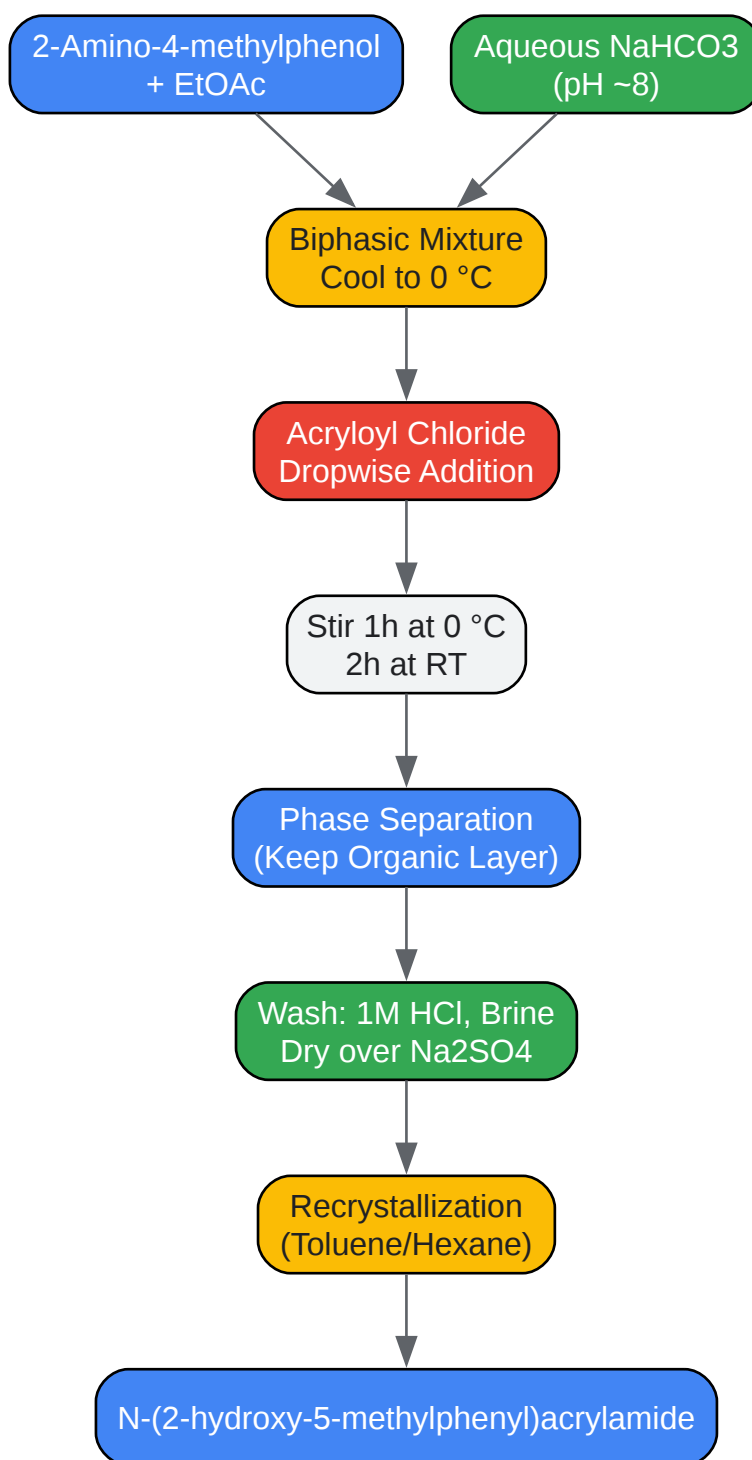 2-Amino-4-methylphenol
+ EtOAc
Aqueous NaHCO3
(pH ~8)
Biphasic Mixture
Cool to 0 °C
Acryloyl Chloride
Dropwise Addition
Stir 1h at 0 °C
2h at RT
Phase Separation
(Keep Organic Layer)
Wash: 1M HCl, Brine
Dry over Na2SO4
Recrystallization
(Toluene/Hexane)
N-(2-hydroxy-5-methylphenyl)acrylamide